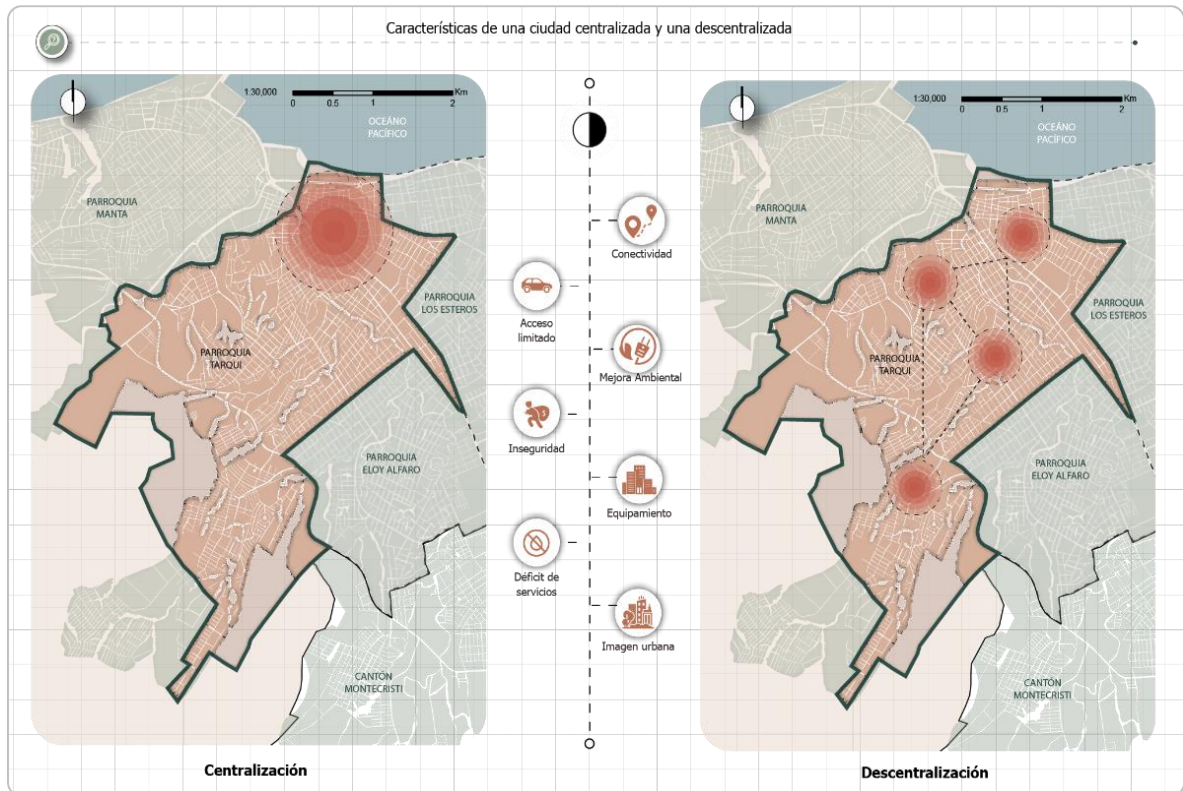 Características de una ciudad centralizada y una descentralizada
1:30,000
0 0.5 1 2
Km
OCEÁNO
PACÍFICO
PARROQUIA
MANTA
PARROQUIA
LOS ESTEROS
PARROQUIA
TARQUI
PARROQUIA
ELOY ALFARO
CANTÓN
MONTECRISTI
Centralización
Conectividad
Acceso
limitado
Mejora Ambiental
Inseguridad
Equipamiento
Déficit de
servicios
Imagen urbana
1:30,000
0 0.5 1 2
Km
OCEÁNO
PACÍFICO
PARROQUIA
MANTA
PARROQUIA
LOS ESTEROS
PARROQUIA
TARQUI
PARROQUIA
ELOY ALFARO
CANTÓN
MONTECRISTI
Descentralización